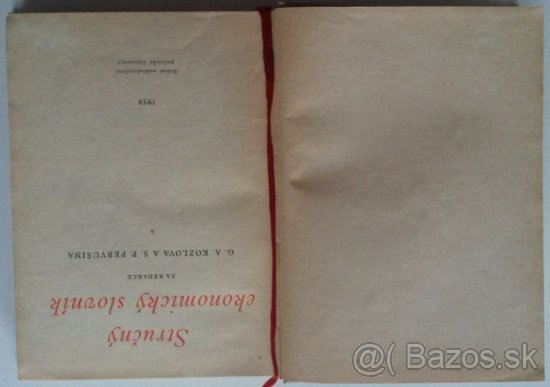 Stručný
ekonomický slovník
ZA REDAKCE
G. A. KOZLOVA A S. P. PERVUŠINA
*
1959
Státní nakladatelství
politické literatury
@( Bazos.sk